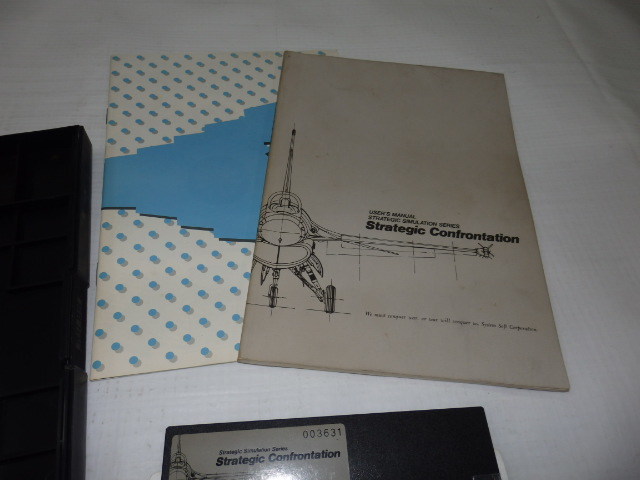 USER'S MANUAL
STRATEGIC SIMULATION SERIES
Strategic Confrontation
003631
Strategic Simulation Series
Strategic Confrontation